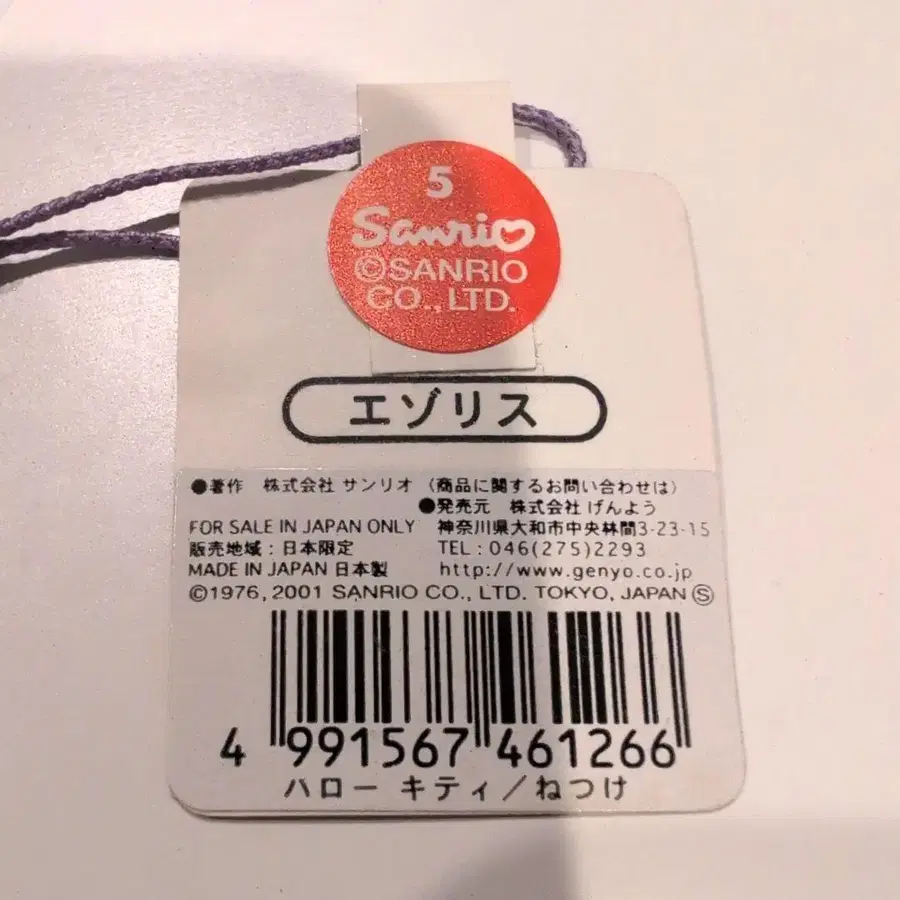 5
Sanrio
©SANRIO
CO.,LTD.
エゾリス
●著作 株式会社 サンリオ (商品に関するお問い合わせは)
●発売元 株式会社 げんよう
FOR SALE IN JAPAN ONLY 神奈川県大和市中央林間3-23-15
販売地域:日本限定 TEL:046(275)2293
MADE IN JAPAN 日本製 http://www.genyo.co.jp
©1976, 2001 SANRIO CO., LTD. TOKYO, JAPAN Ⓢ
4 991567 461266
ハロー キティ/ねつけ